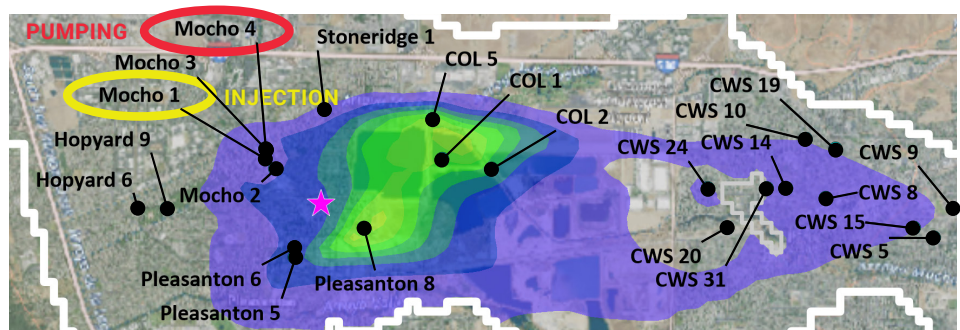 PUMPING
Mocho 4
Stoneridge 1
Mocho 3
COL 5
Mocho 1
INJECTION
COL 1
CWS 19
CWS 10
Hopyard 9
COL 2
CWS 24
CWS 14
CWS 9
Hopyard 6
Mocho 2
CWS 8
CWS 15
CWS 20
CWS 5
Pleasanton 6
Pleasanton 8
CWS 31
Pleasanton 5